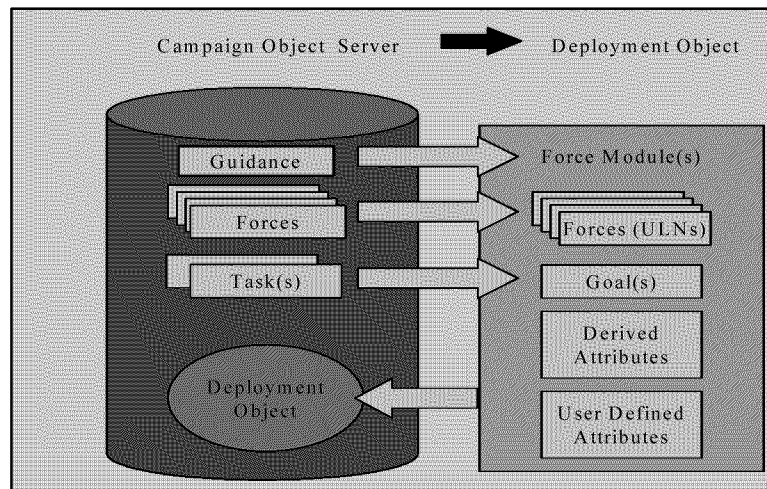 Campaign Object Server
Deployment Object
Guidance
Forces
Task(s)
Deployment
Object
Force Module(s)
Forces (ULNs)
Goal(s)
Derived
Attributes
User Defined
Attributes